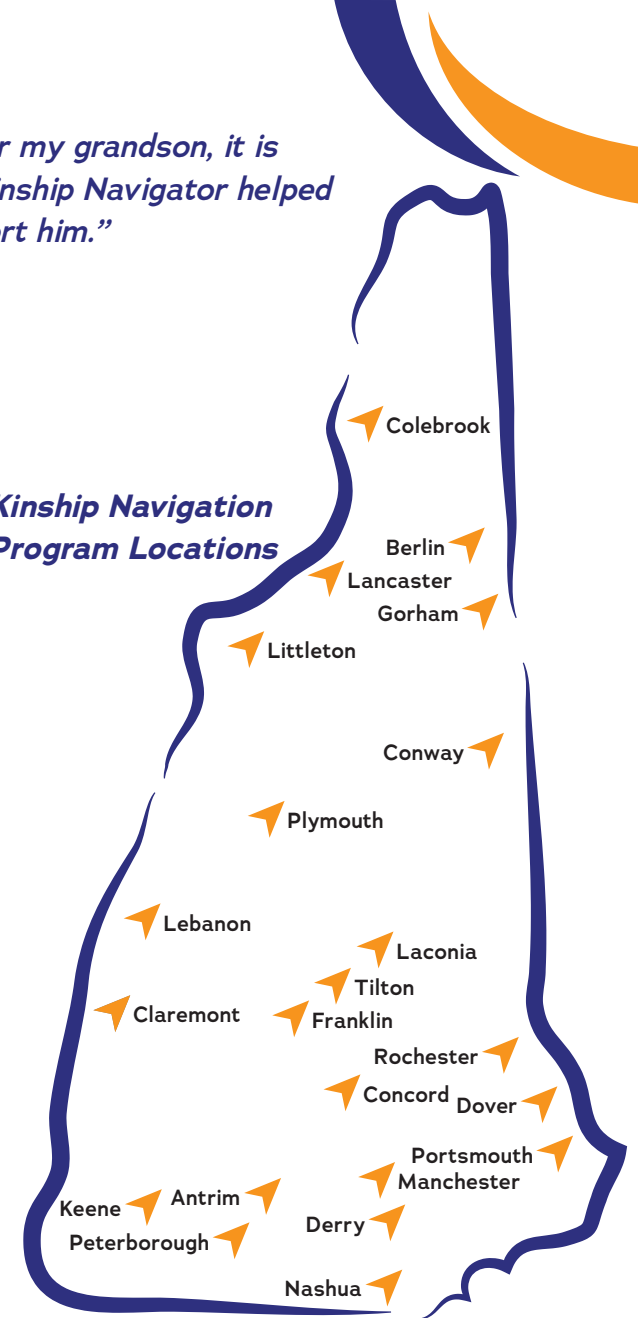 r my grandson, it is
nship Navigator helped
rt him.”
Colebrook
Kinship Navigation
Program Locations
Berlin
Lancaster
Gorham
Littleton
Conway
Plymouth
Lebanon
Laconia
Tilton
Claremont
Franklin
Rochester
Concord
Dover
Portsmouth
Manchester
Antrim
Keene
Derry
Peterborough
Nashua